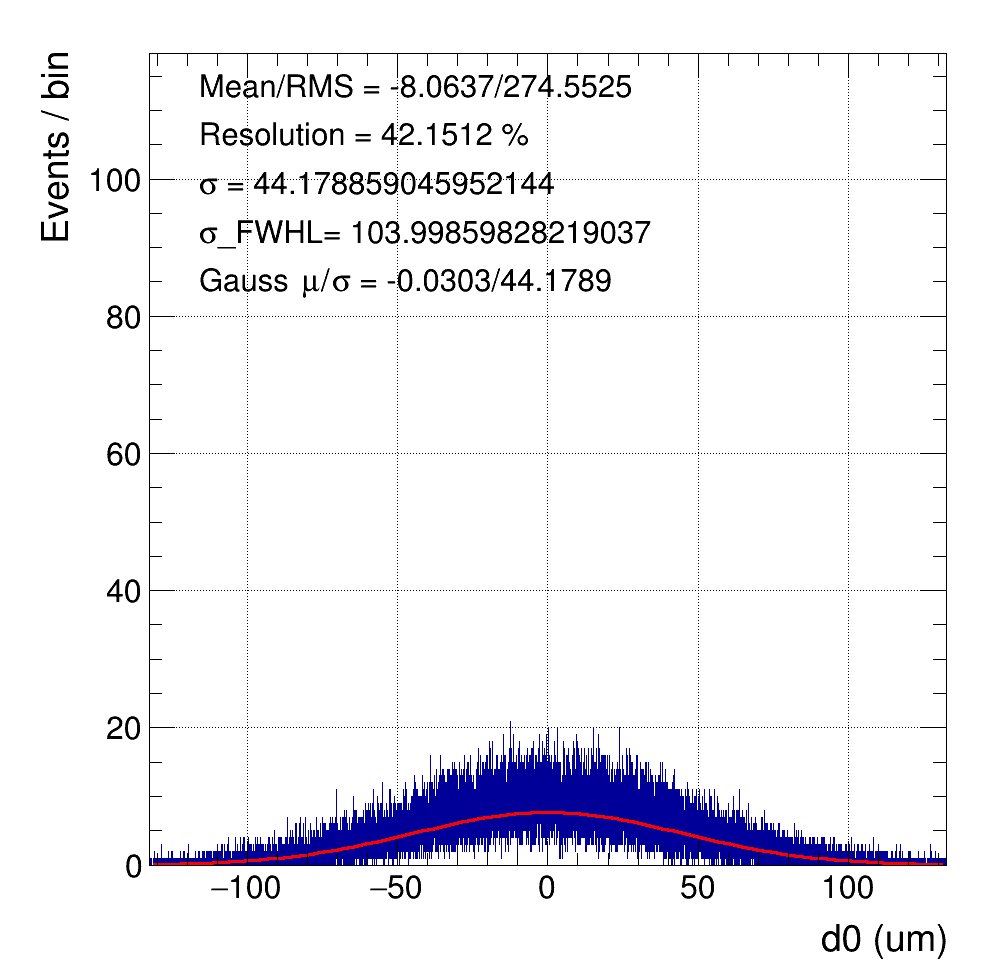 Events / bin
Mean/RMS = -8.0637/274.5525
Resolution = 42.1512 %
σ = 44.178859045952144
σ_FWHL= 103.99859828219037
Gauss μ/σ = -0.0303/44.1789
100
80
60
40
20
0
−100 −50 0 50 100
d0 (um)